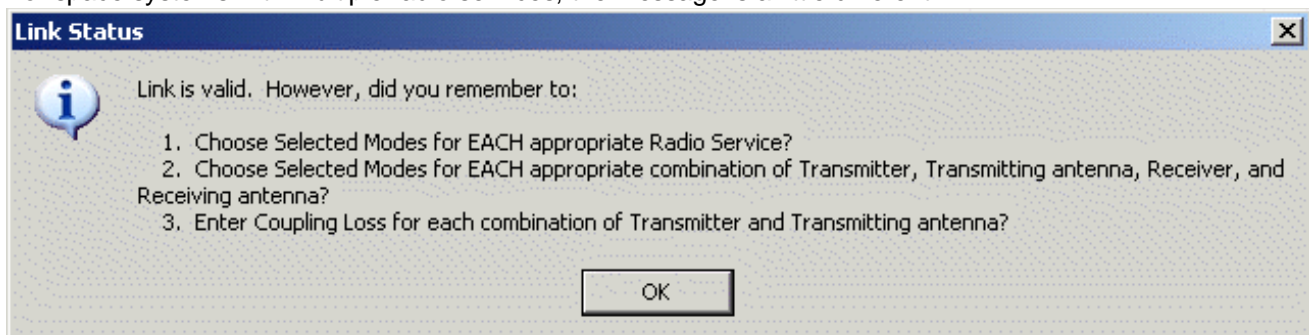 Link Status
Link is valid. However, did you remember to:
1. Choose Selected Modes for EACH appropriate Radio Service?
2. Choose Selected Modes for EACH appropriate combination of Transmitter, Transmitting antenna, Receiver, and
Receiving antenna?
3. Enter Coupling Loss for each combination of Transmitter and Transmitting antenna?
OK